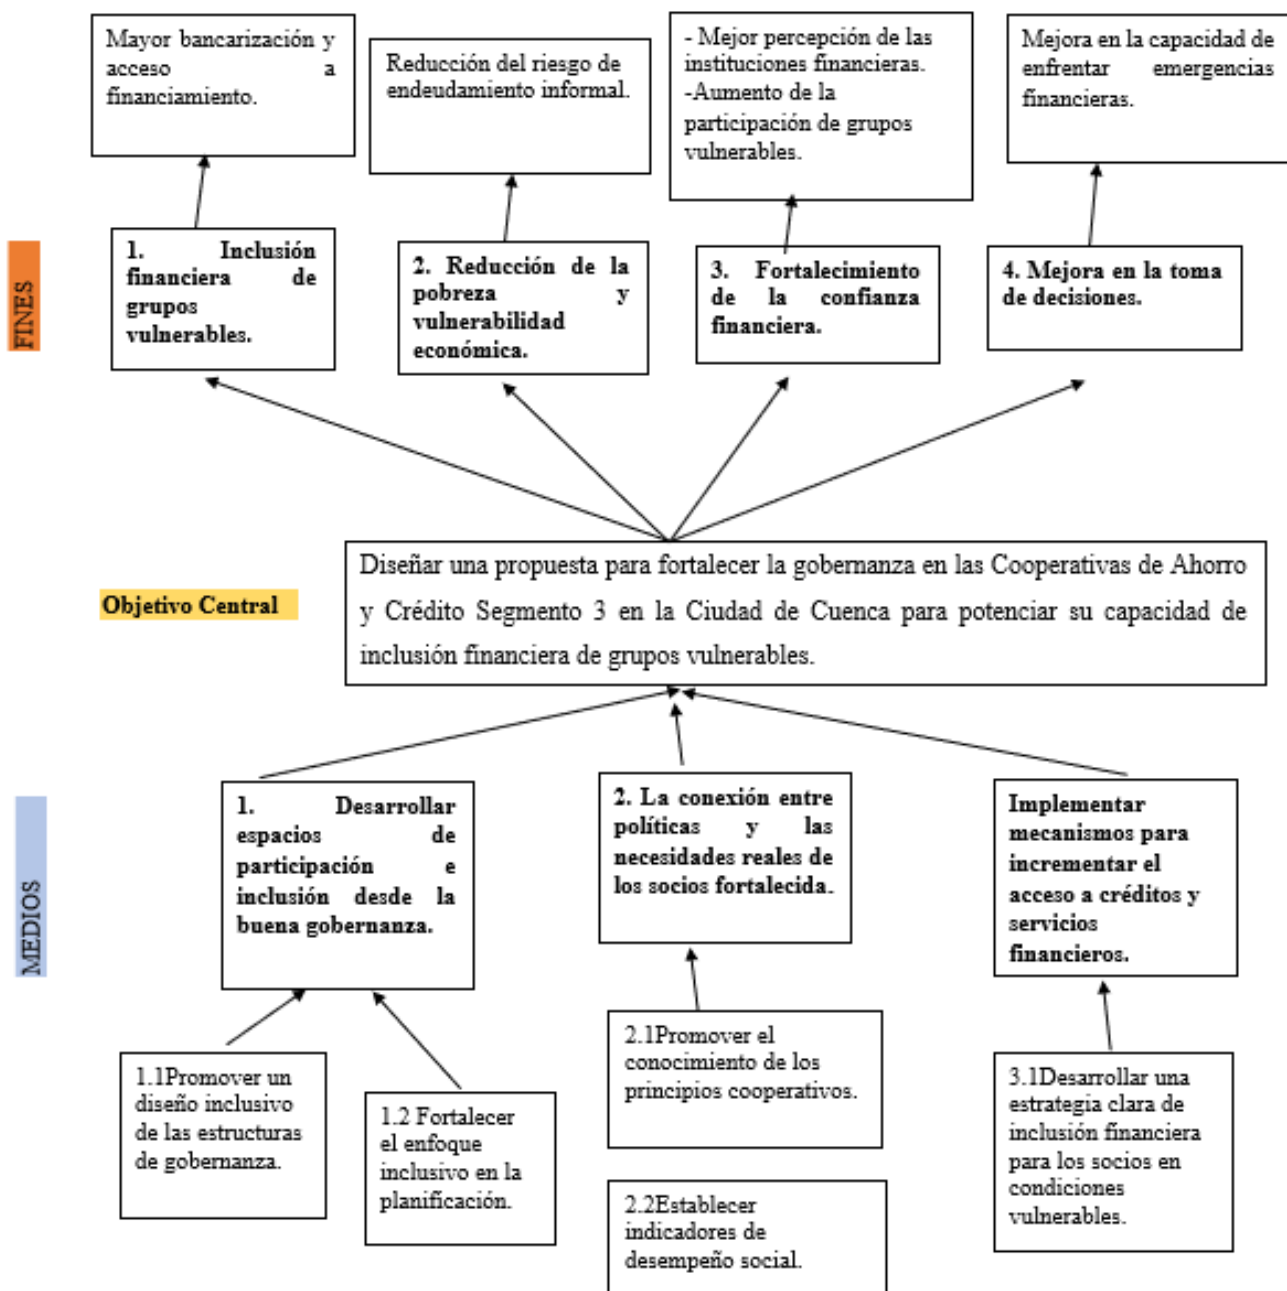 Mayor bancarización y
acceso a
financiamiento.
Reducción del riesgo de
endeudamiento informal.
- Mejor percepción de las
instituciones financieras.
-Aumento de la
participación de grupos
vulnerables.
Mejora en la capacidad de
enfrentar emergencias
financieras.
FINES
1. Inclusión
financiera de
grupos
vulnerables.
2. Reducción de la
pobreza y
vulnerabilidad
económica.
3. Fortalecimiento
de la confianza
financiera.
4. Mejora en la toma
de decisiones.
Objetivo Central
Diseñar una propuesta para fortalecer la gobernanza en las Cooperativas de Ahorro
y Crédito Segmento 3 en la Ciudad de Cuenca para potenciar su capacidad de
inclusión financiera de grupos vulnerables.
MEDIOS
1. Desarrollar
espacios de
participación e
inclusión desde la
buena gobernanza.
2. La conexión entre
políticas y las
necesidades reales de
los socios fortalecida.
Implementar
mecanismos para
incrementar el
acceso a créditos y
servicios
financieros.
1.1Promover un
diseño inclusivo
de las estructuras
de gobernanza.
1.2 Fortalecer
el enfoque
inclusivo en la
planificación.
2.1Promover el
conocimiento de los
principios cooperativos.
2.2Establecer
indicadores de
desempeño social.
3.1Desarrollar una
estrategia clara de
inclusión financiera
para los socios en
condiciones
vulnerables.